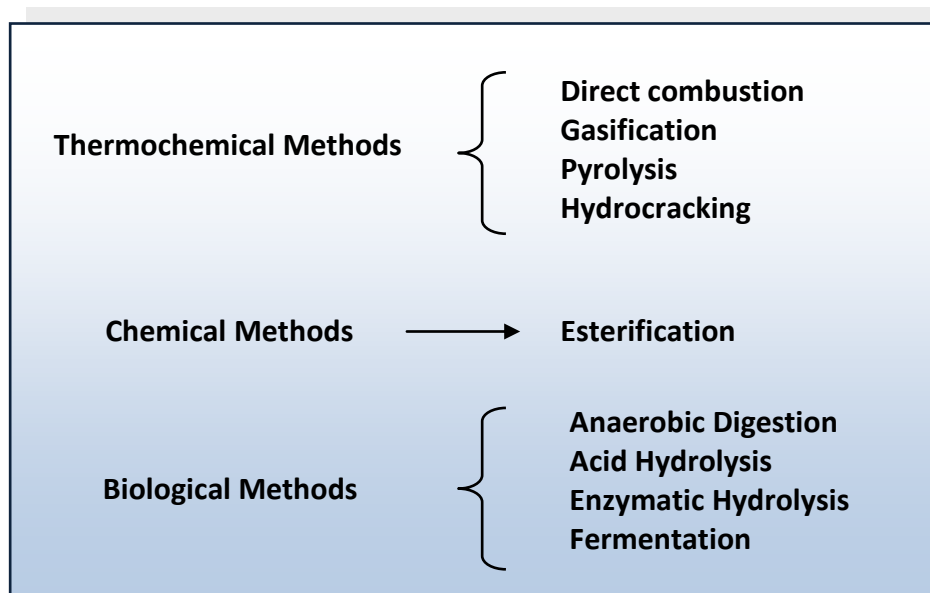 Thermochemical Methods
Direct combustion
Gasification
Pyrolysis
Hydrocracking
Chemical Methods
Esterification
Biological Methods
Anaerobic Digestion
Acid Hydrolysis
Enzymatic Hydrolysis
Fermentation